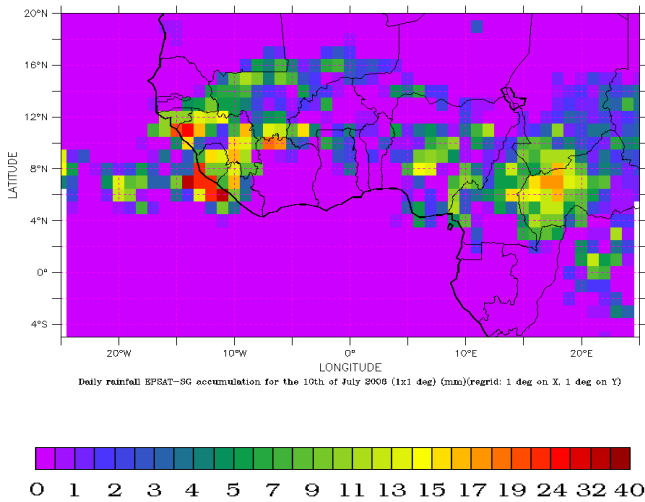 20°N
16°N
12°N
8°N
4°N
0°
4°S
LATITUDE
20°W
10°W
0°
10°E
20°E
LONGITUDE
Daily rainfall EPSAT-SG accumulation for the 10th of July 2006 (1x1 deg) (mm)(regrid: 1 deg on X, 1 deg on Y)
0 1 2 3 5 7 9 11 13 15 17 19 24 32 40